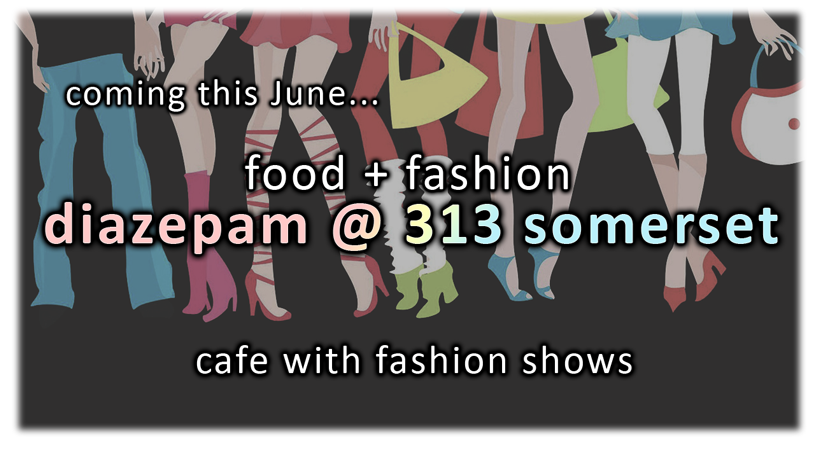 coming this June...
food + fashion
diazepam @ 313 somerset
cafe with fashion shows